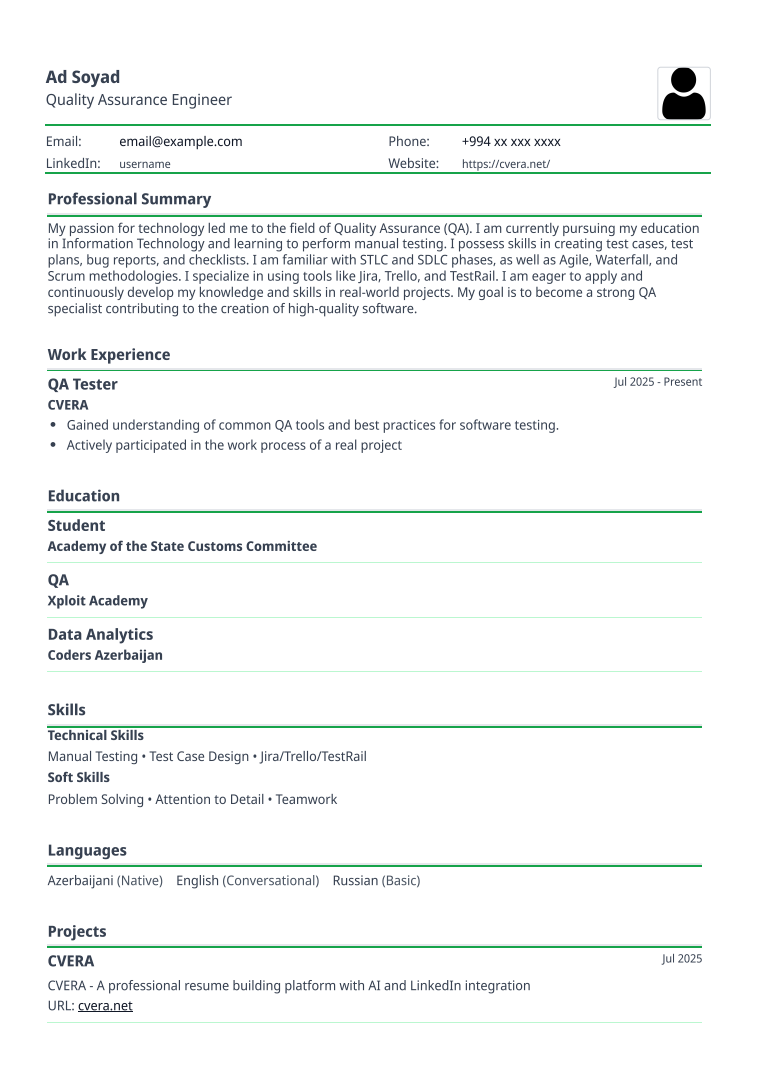 Ad Soyad
Quality Assurance Engineer
Email: email@example.com Phone: +994 xx xxx xxxx
LinkedIn: username Website: https://cvera.net/
Professional Summary
My passion for technology led me to the field of Quality Assurance (QA). I am currently pursuing my education
in Information Technology and learning to perform manual testing. I possess skills in creating test cases, test
plans, bug reports, and checklists. I am familiar with STLC and SDLC phases, as well as Agile, Waterfall, and
Scrum methodologies. I specialize in using tools like Jira, Trello, and TestRail. I am eager to apply and
continuously develop my knowledge and skills in real-world projects. My goal is to become a strong QA
specialist contributing to the creation of high-quality software.
Work Experience
QA Tester Jul 2025 - Present
CVERA
• Gained understanding of common QA tools and best practices for software testing.
• Actively participated in the work process of a real project
Education
Student
Academy of the State Customs Committee
QA
Xploit Academy
Data Analytics
Coders Azerbaijan
Skills
Technical Skills
Manual Testing • Test Case Design • Jira/Trello/TestRail
Soft Skills
Problem Solving • Attention to Detail • Teamwork
Languages
Azerbaijani (Native) English (Conversational) Russian (Basic)
Projects
CVERA Jul 2025
CVERA - A professional resume building platform with AI and LinkedIn integration
URL: cvera.net